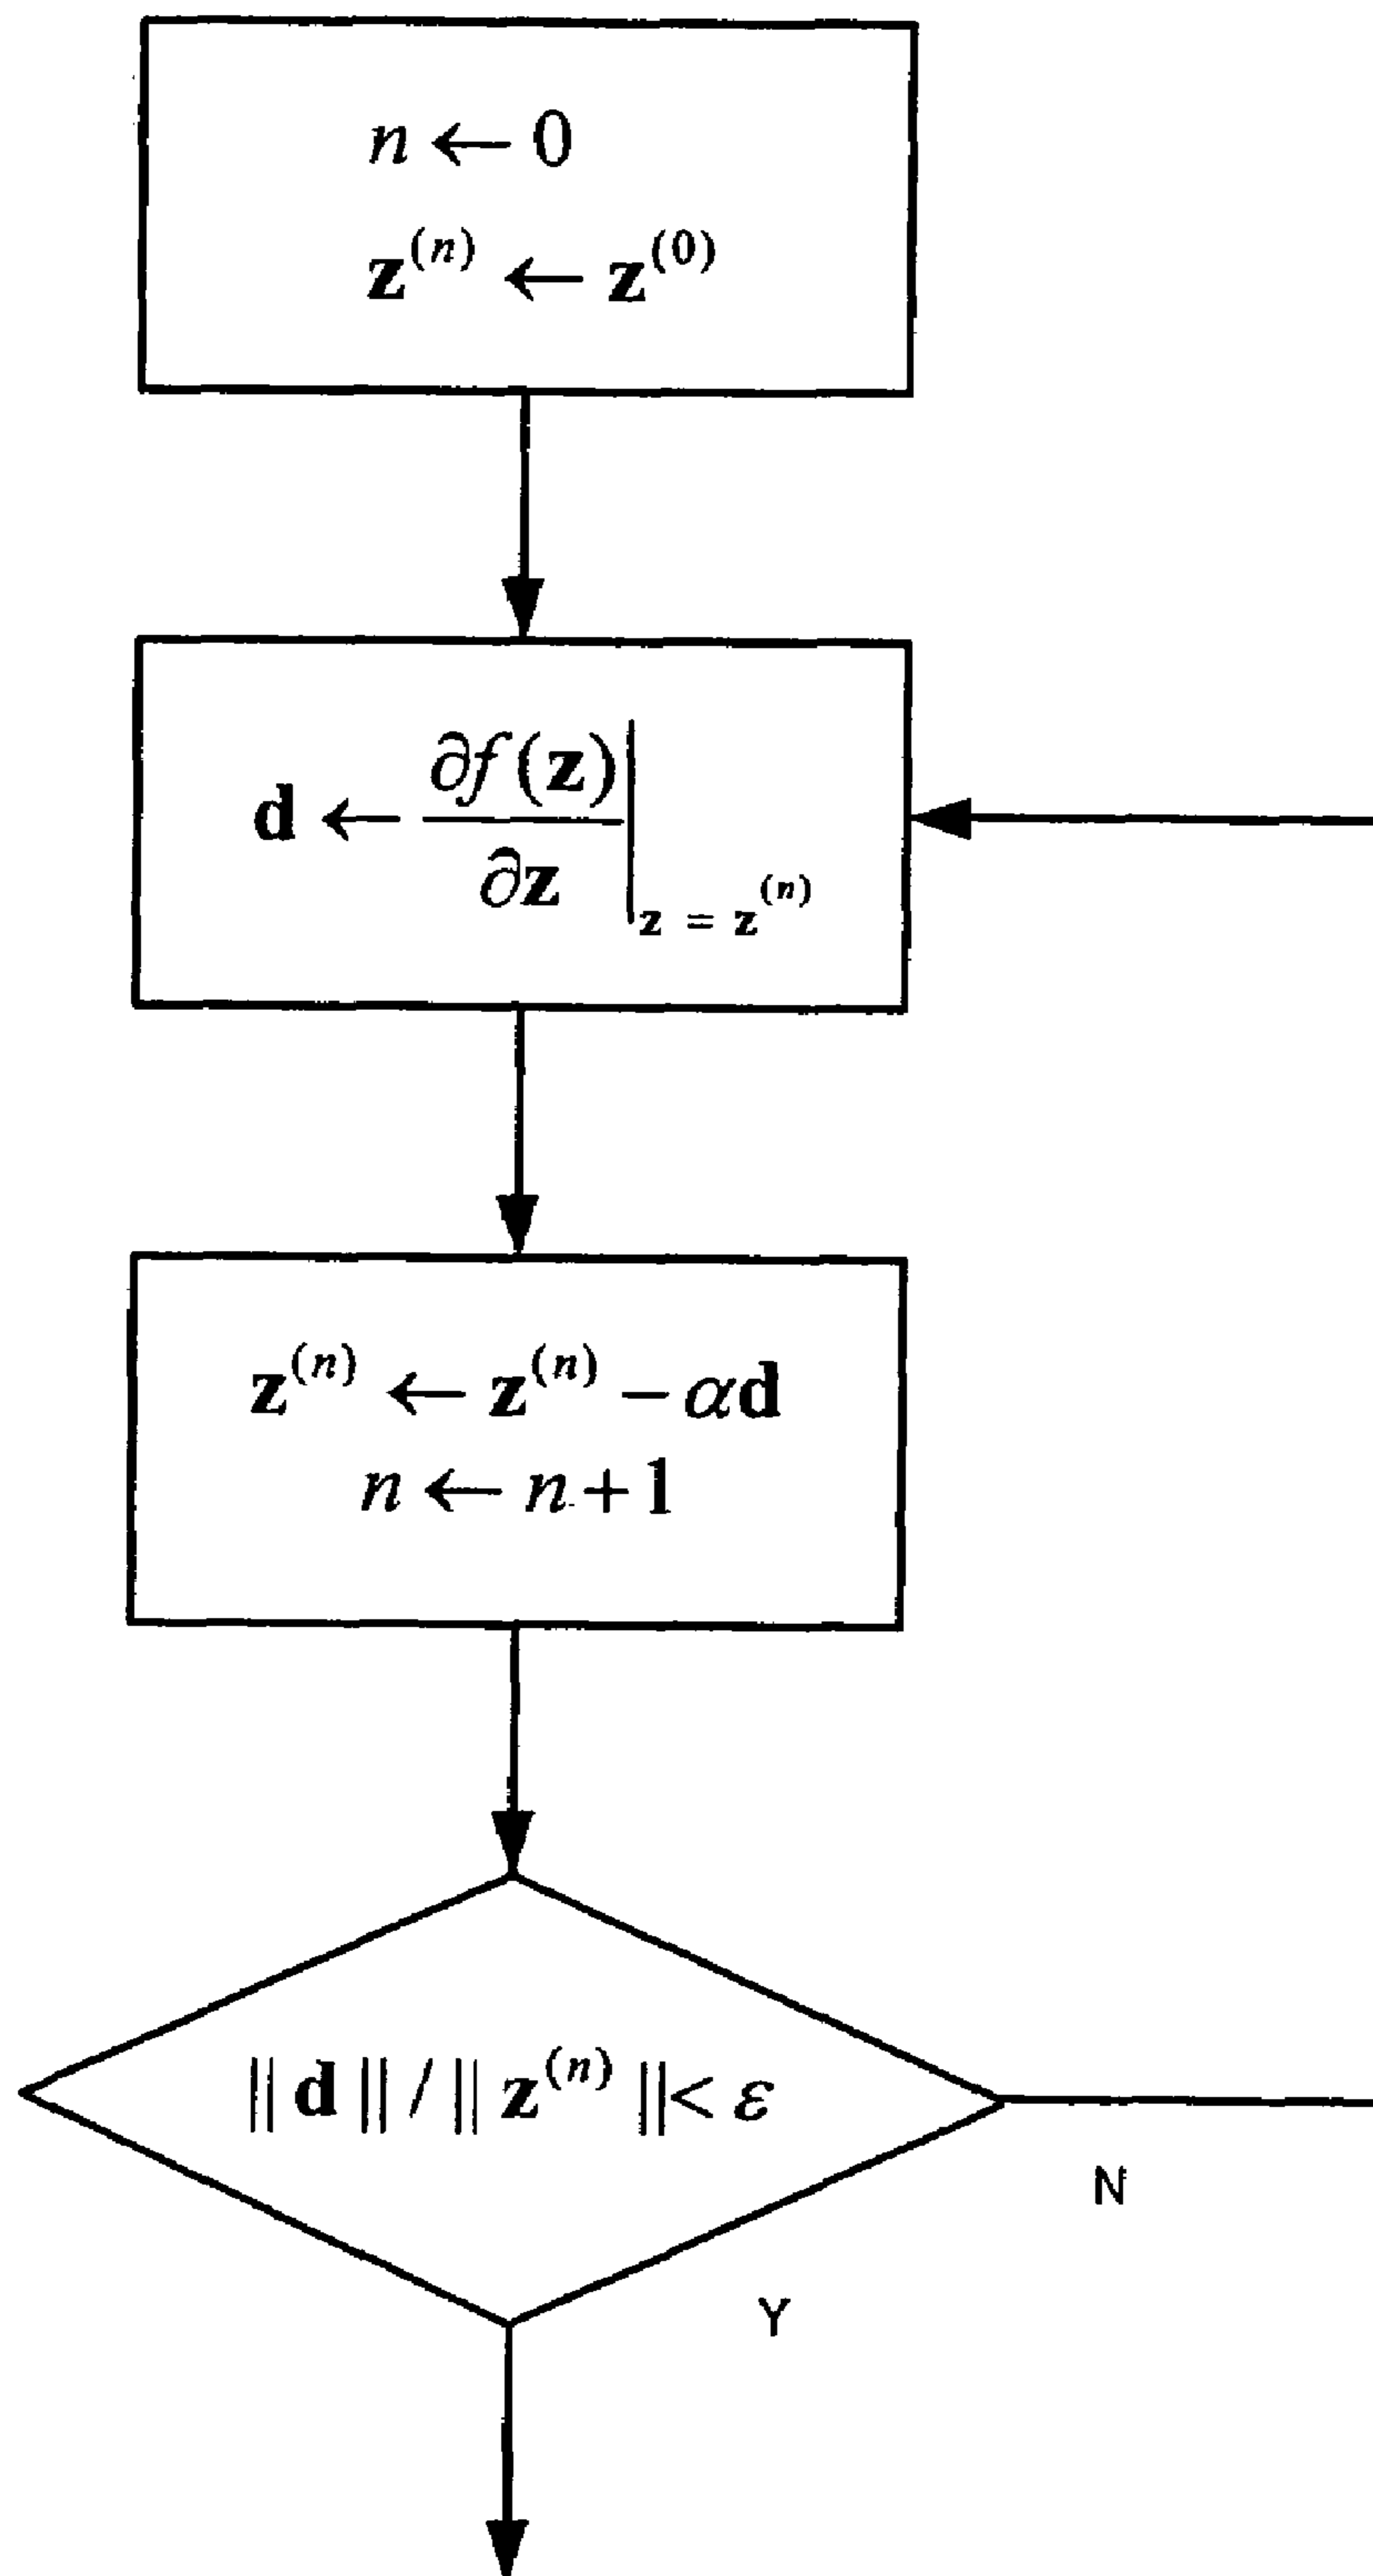 n ← 0
z⁽ⁿ⁾ ← z⁽⁰⁾
d ← ∂f(z)/∂z |z = z⁽ⁿ⁾
z⁽ⁿ⁾ ← z⁽ⁿ⁾ − αd
n ← n + 1
|| d || / || z⁽ⁿ⁾ || < ε
N
Y